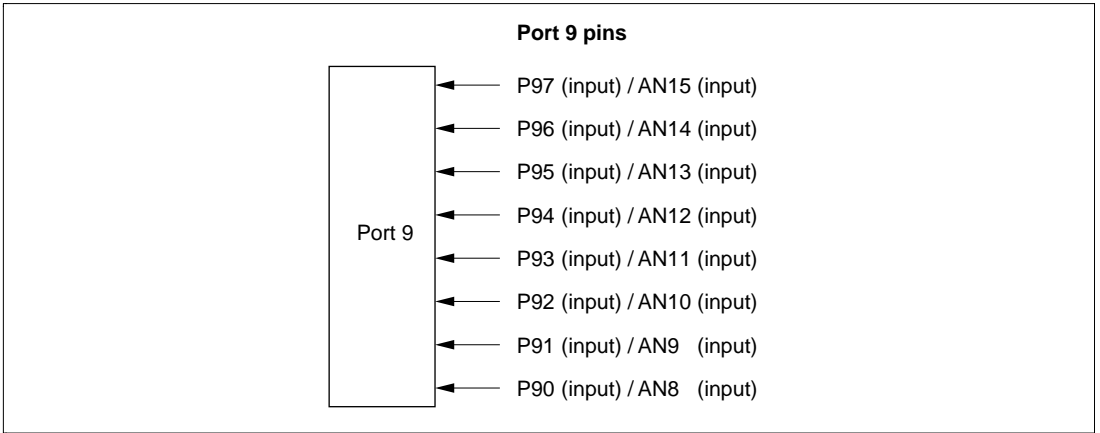 Port 9 pins
P97 (input) / AN15 (input)
P96 (input) / AN14 (input)
P95 (input) / AN13 (input)
P94 (input) / AN12 (input)
Port 9
P93 (input) / AN11 (input)
P92 (input) / AN10 (input)
P91 (input) / AN9 (input)
P90 (input) / AN8 (input)